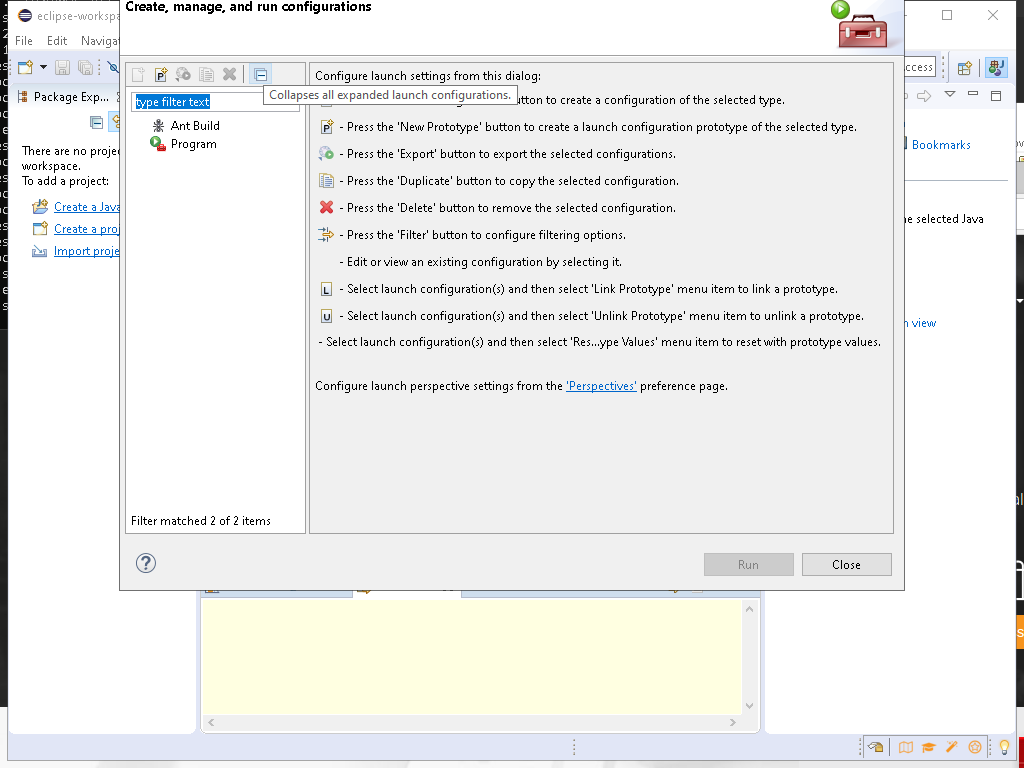 Create, manage, and run configurations
eclipse-workspa
File Edit Naviga
Package Exp...
There are no proje
workspace.
To add a project:
Create a Java
Create a proj
Import proje
type filter text
Ant Build
Program
Filter matched 2 of 2 items
Configure launch settings from this dialog:
Collapses all expanded launch configurations.
utton to create a configuration of the selected type.
- Press the 'New Prototype' button to create a launch configuration prototype of the selected type.
- Press the 'Export' button to export the selected configurations.
- Press the 'Duplicate' button to copy the selected configuration.
- Press the 'Delete' button to remove the selected configuration.
- Press the 'Filter' button to configure filtering options.
- Edit or view an existing configuration by selecting it.
L - Select launch configuration(s) and then select 'Link Prototype' menu item to link a prototype.
U - Select launch configuration(s) and then select 'Unlink Prototype' menu item to unlink a prototype.
- Select launch configuration(s) and then select 'Res...ype Values' menu item to reset with prototype values.
Configure launch perspective settings from the 'Perspectives' preference page.
Run Close
ccess
Bookmarks
he selected Java
view